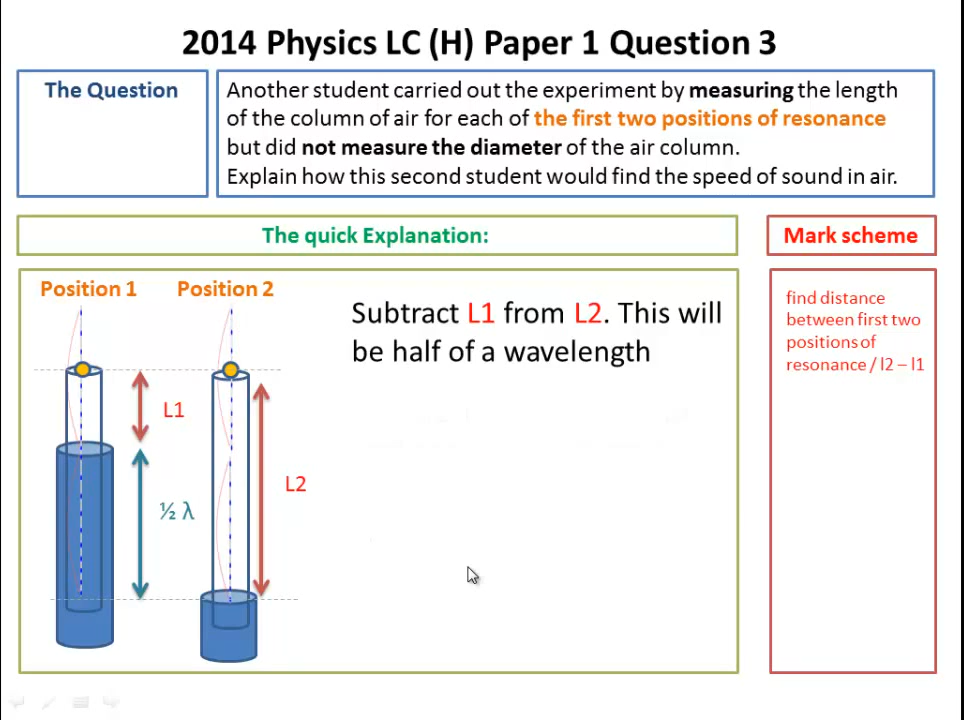 2014 Physics LC (H) Paper 1 Question 3
The Question
Another student carried out the experiment by measuring the length
of the column of air for each of the first two positions of resonance
but did not measure the diameter of the air column.
Explain how this second student would find the speed of sound in air.
The quick Explanation:
Mark scheme
Position 1
Position 2
Subtract L1 from L2. This will
be half of a wavelength
L1
½ λ
L2
find distance
between first two
positions of
resonance / l2 – l1